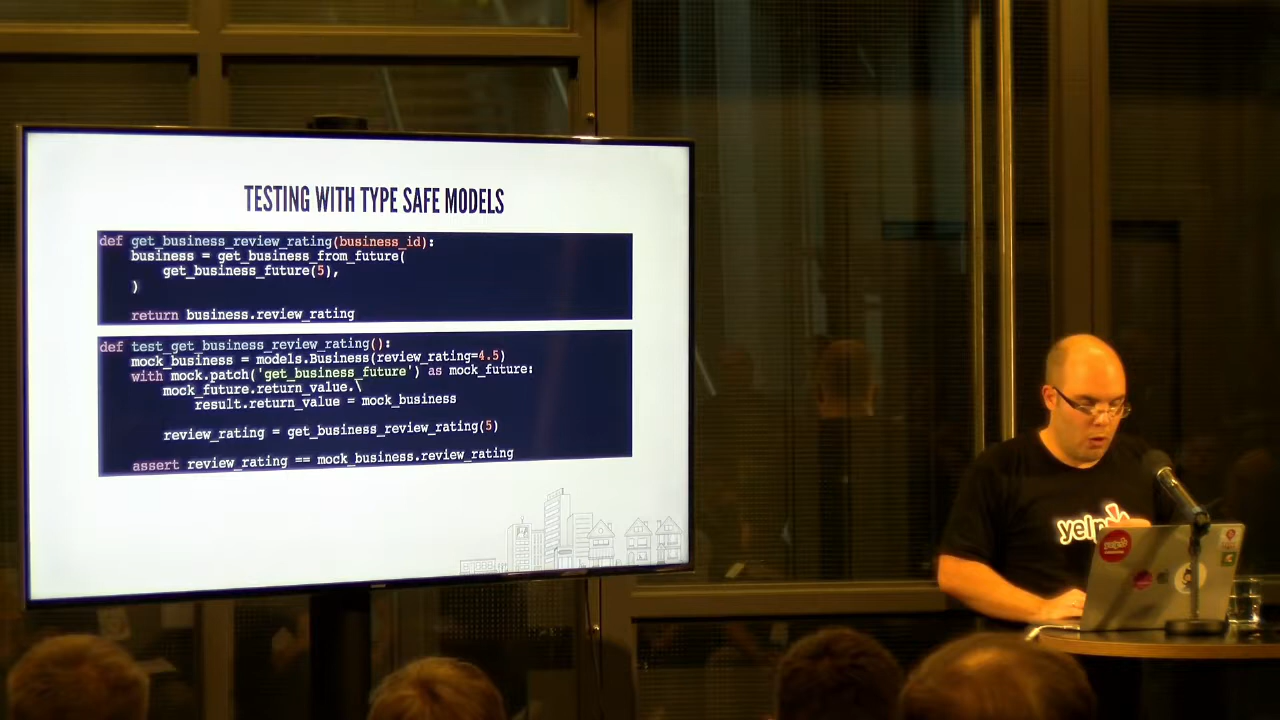 TESTING WITH TYPE SAFE MODELS
def get_business_review_rating(business_id):
    business = get_business_from_future(
        get_business_future(5),
    )
    return business.review_rating
def test_get_business_review_rating():
    mock_business = models.Business(review_rating=4.5)
    with mock.patch('get_business_future') as mock_future:
        mock_future.return_value.\
            result.return_value = mock_business
        review_rating = get_business_review_rating(5)
    assert review_rating == mock_business.review_rating
yelp